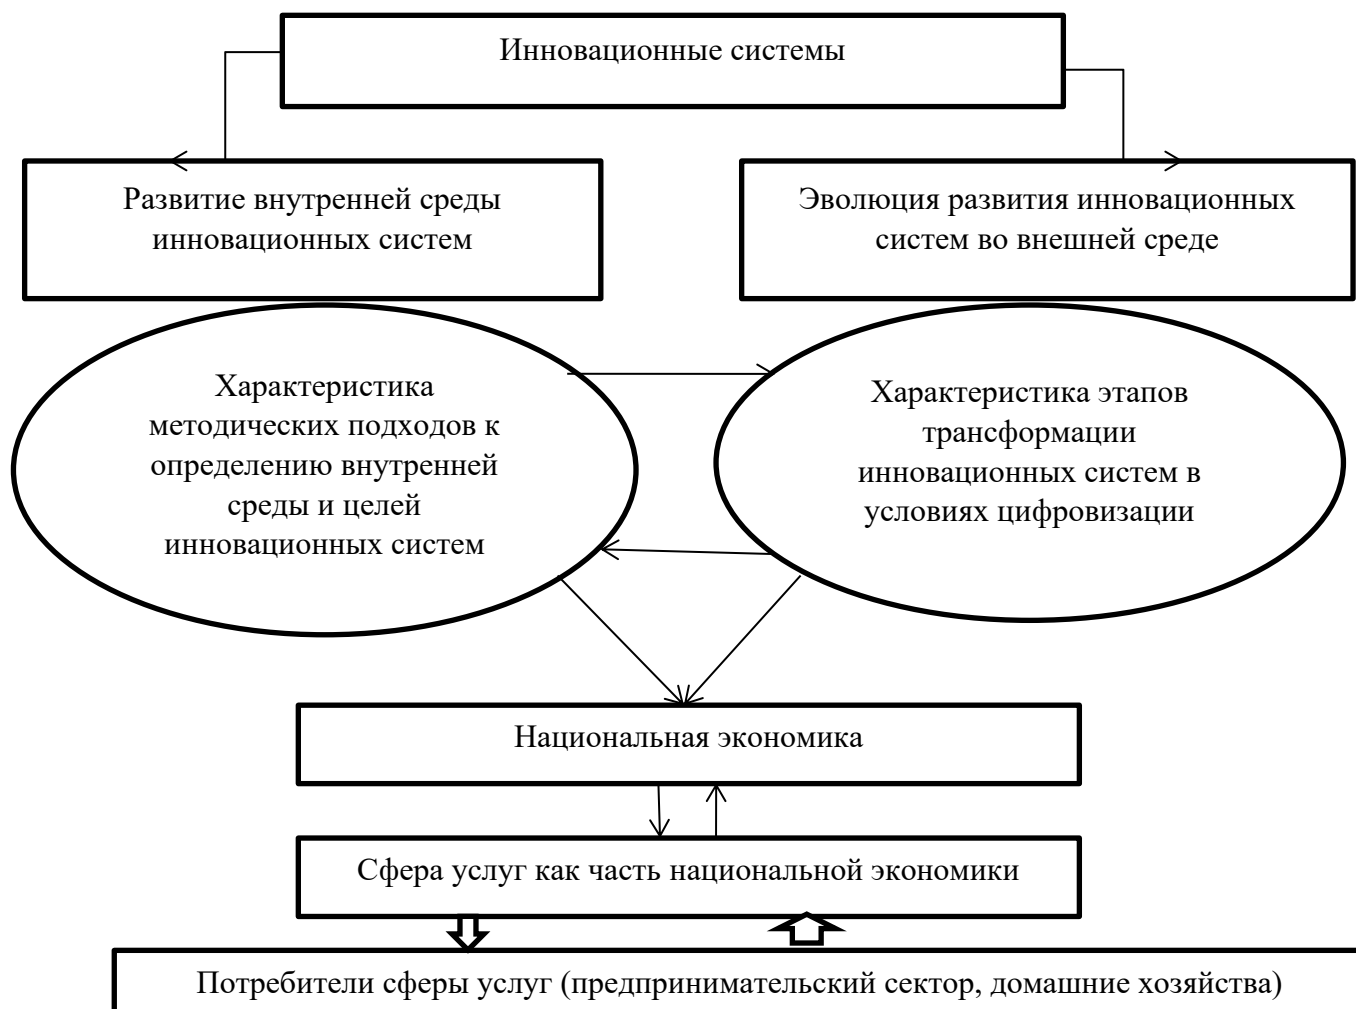 Инновационные системы
Развитие внутренней среды
инновационных систем
Эволюция развития инновационных
систем во внешней среде
Характеристика
методических подходов к
определению внутренней
среды и целей
инновационных систем
Характеристика этапов
трансформации
инновационных систем в
условиях цифровизации
Национальная экономика
Сфера услуг как часть национальной экономики
Потребители сферы услуг (предпринимательский сектор, домашние хозяйства)